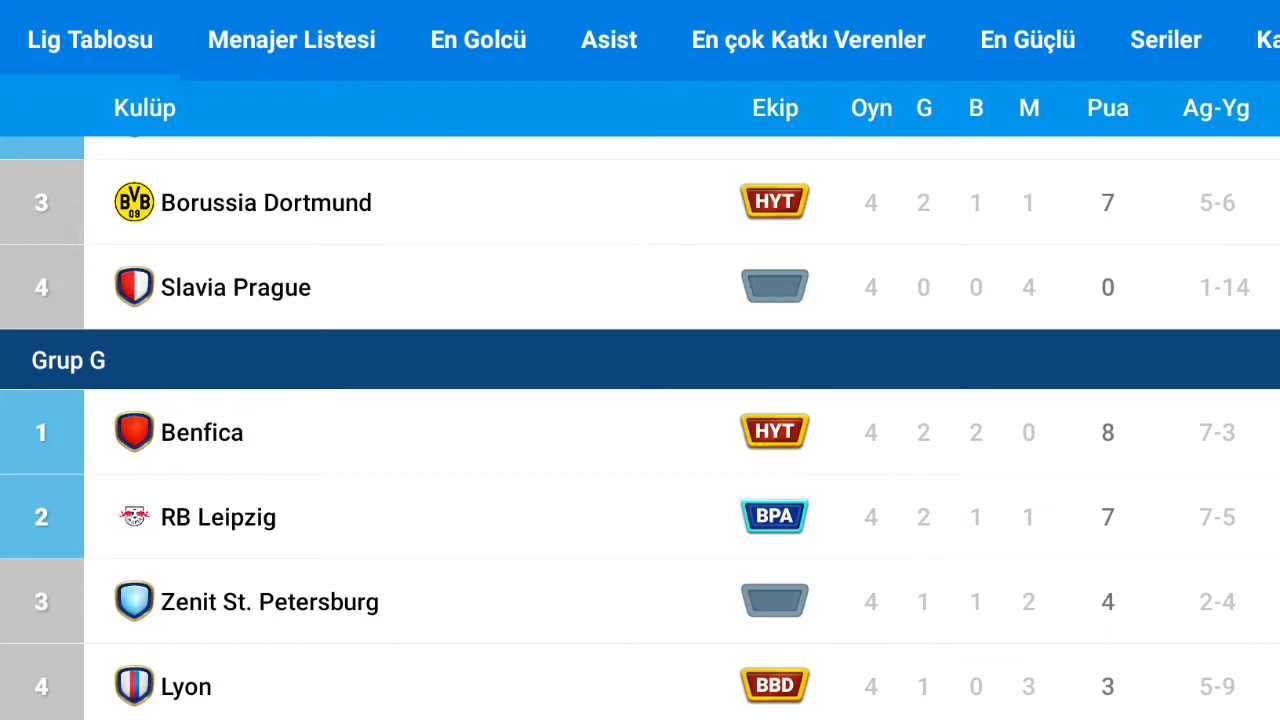 Lig Tablosu Menajer Listesi En Golcü Asist En çok Katkı Verenler En Güçlü Seriler Ka
Kulüp Ekip Oyn G B M Pua Ag-Yg
3 BVB 09 Borussia Dortmund HYT 4 2 1 1 7 5-6
4 Slavia Prague 4 0 0 4 0 1-14
Grup G
1 Benfica HYT 4 2 2 0 8 7-3
2 RB Leipzig BPA 4 2 1 1 7 7-5
3 Zenit St. Petersburg 4 1 1 2 4 2-4
4 Lyon BBD 4 1 0 3 3 5-9